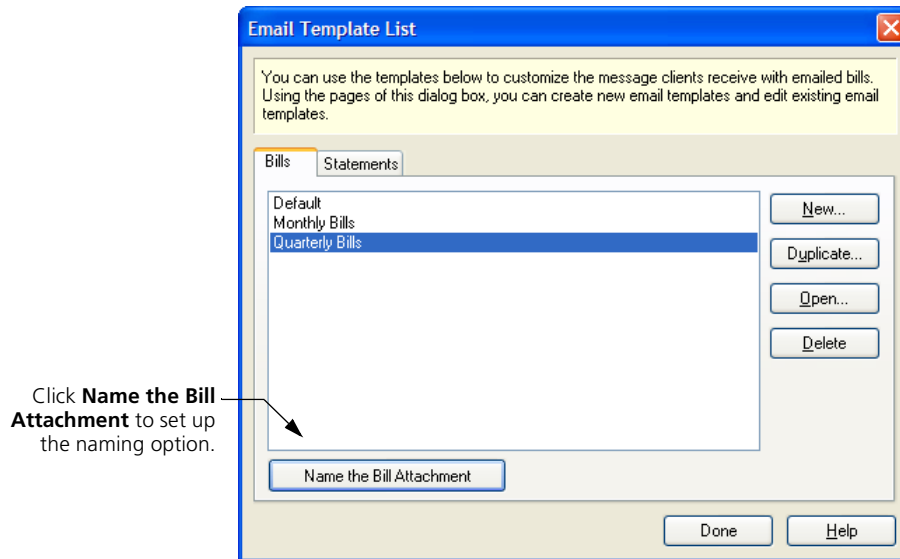 Email Template List
You can use the templates below to customize the message clients receive with emailed bills.
Using the pages of this dialog box, you can create new email templates and edit existing email
templates.
Bills
Statements
Default
Monthly Bills
Quarterly Bills
New...
Duplicate...
Open...
Delete
Click Name the Bill
Attachment to set up
the naming option.
Name the Bill Attachment
Done
Help